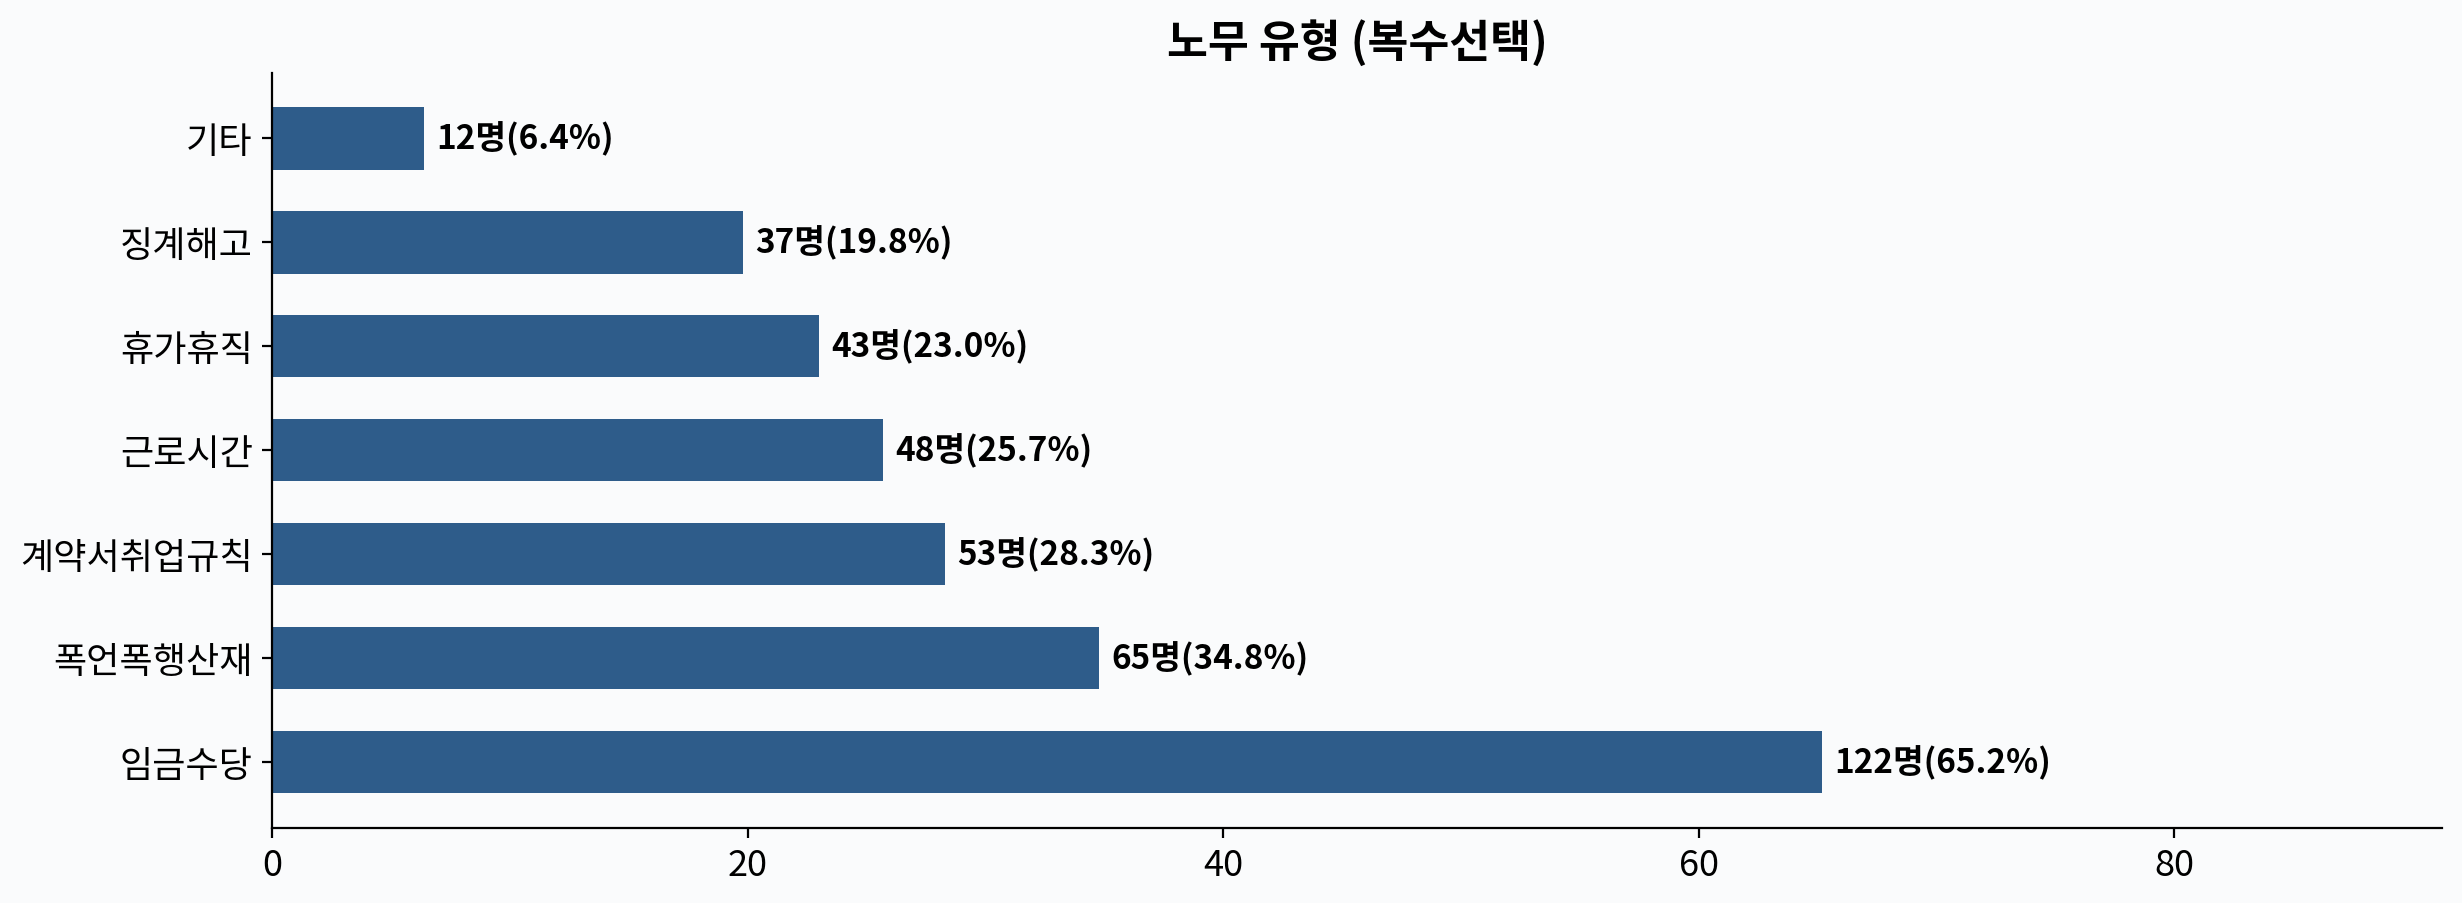 노무 유형 (복수선택)
기타 12명(6.4%)
징계해고 37명(19.8%)
휴가휴직 43명(23.0%)
근로시간 48명(25.7%)
계약서취업규칙 53명(28.3%)
폭언폭행산재 65명(34.8%)
임금수당 122명(65.2%)
0 20 40 60 80